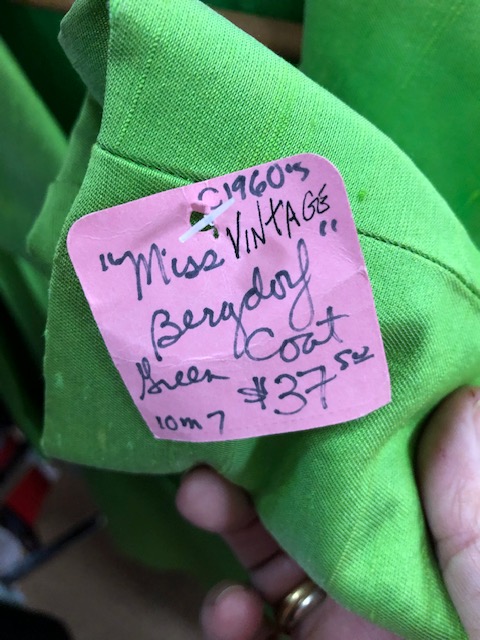 C1960's
VINTAGE
"Miss
Bergdorf"
Coat
Green
$37.50
10m7